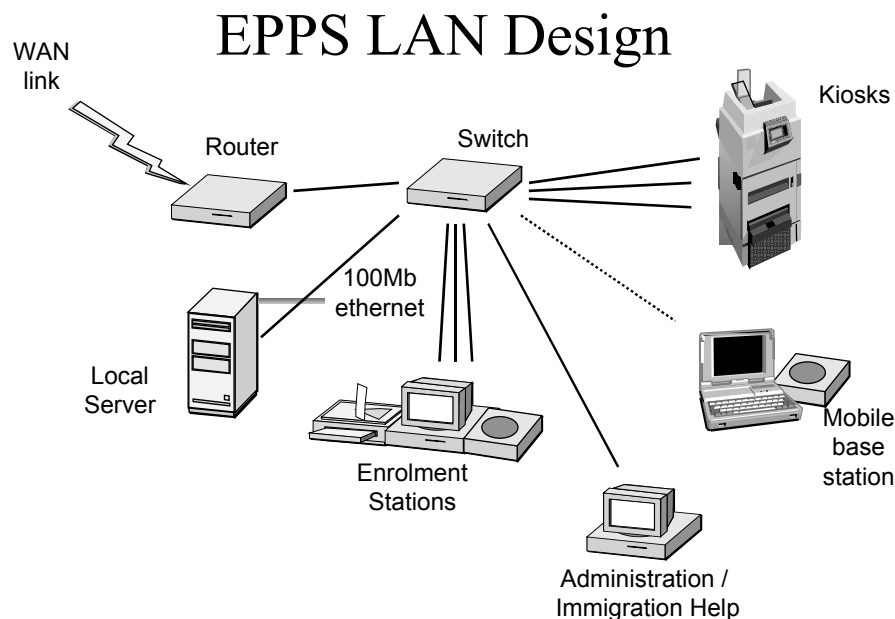 EPPS LAN Design
WAN
link
Router
Switch
Kiosks
100Mb
ethernet
Local
Server
Enrolment
Stations
Mobile
base
station
Administration /
Immigration Help